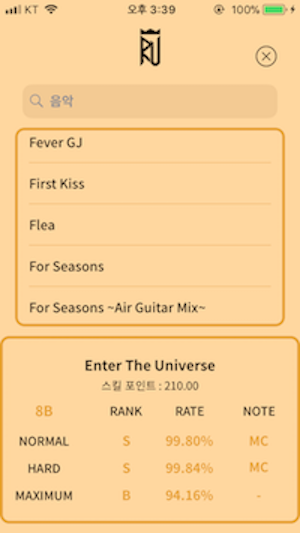 KT 오후 3:39 100%
RU
음악
Fever GJ
First Kiss
Flea
For Seasons
For Seasons ~Air Guitar Mix~
Enter The Universe
스킬 포인트 : 210.00
8B RANK RATE NOTE
NORMAL S 99.80% MC
HARD S 99.84% MC
MAXIMUM B 94.16% -